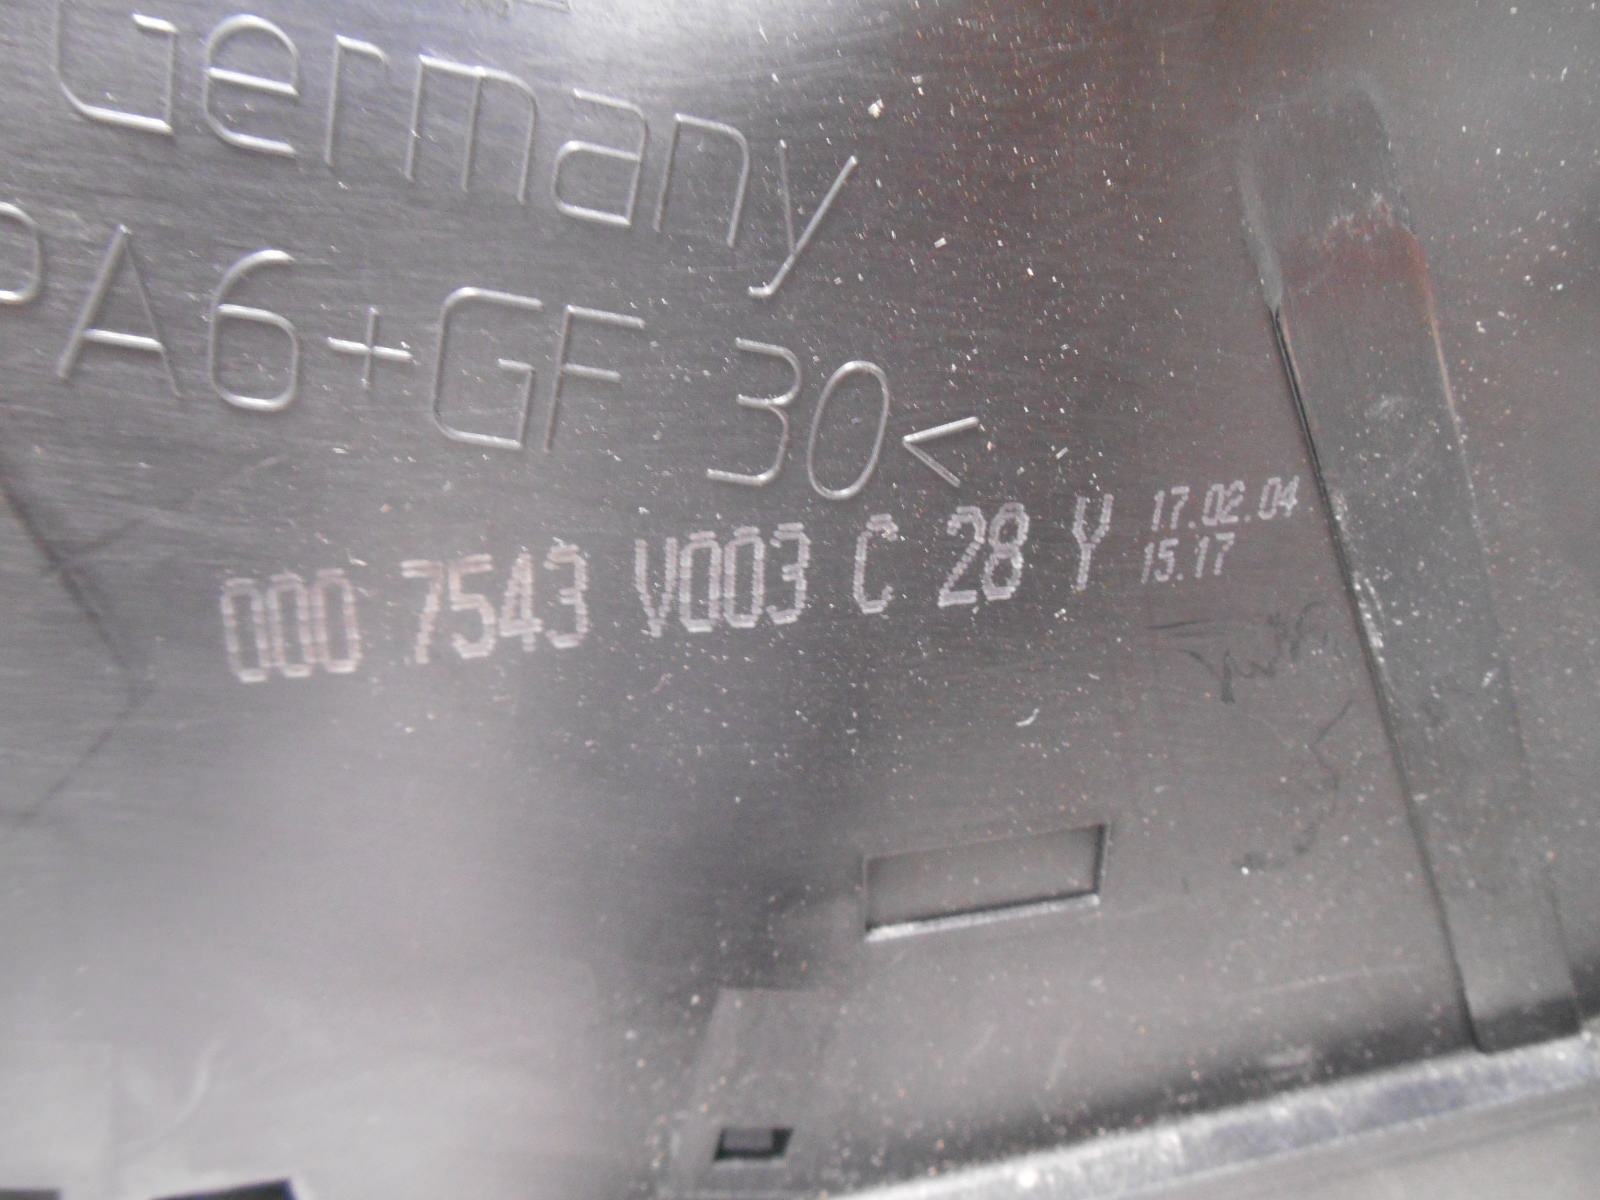 Germany
PA6+GF 30<
000 7543 V003 C 28 Y 17.02.04
15.17